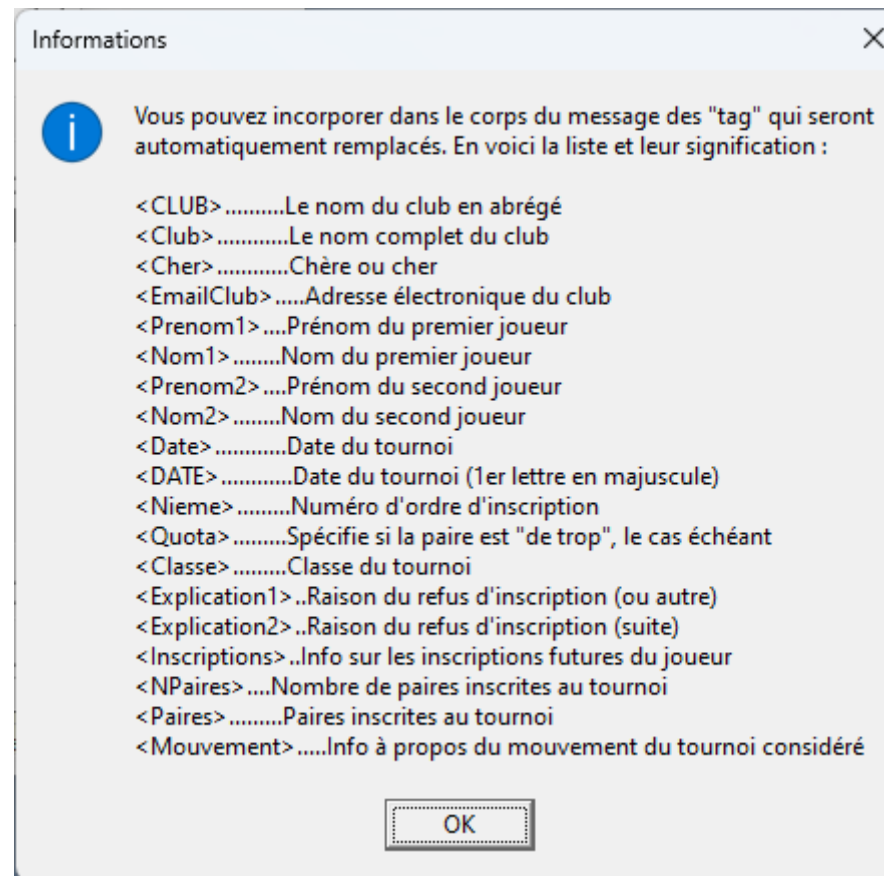 Informations
Vous pouvez incorporer dans le corps du message des "tag" qui seront
automatiquement remplacés. En voici la liste et leur signification :
<CLUB>..........Le nom du club en abrégé
<Club>............Le nom complet du club
<Cher>............Chère ou cher
<EmailClub>.....Adresse électronique du club
<Prenom1>....Prénom du premier joueur
<Nom1>........Nom du premier joueur
<Prenom2>....Prénom du second joueur
<Nom2>........Nom du second joueur
<Date>............Date du tournoi
<DATE>............Date du tournoi (1er lettre en majuscule)
<Nieme>.........Numéro d'ordre d'inscription
<Quota>.........Spécifie si la paire est "de trop", le cas échéant
<Classe>.........Classe du tournoi
<Explication1>..Raison du refus d'inscription (ou autre)
<Explication2>..Raison du refus d'inscription (suite)
<Inscriptions>..Info sur les inscriptions futures du joueur
<NPaires>....Nombre de paires inscrites au tournoi
<Paires>.........Paires inscrites au tournoi
<Mouvement>.....Info à propos du mouvement du tournoi considéré
OK